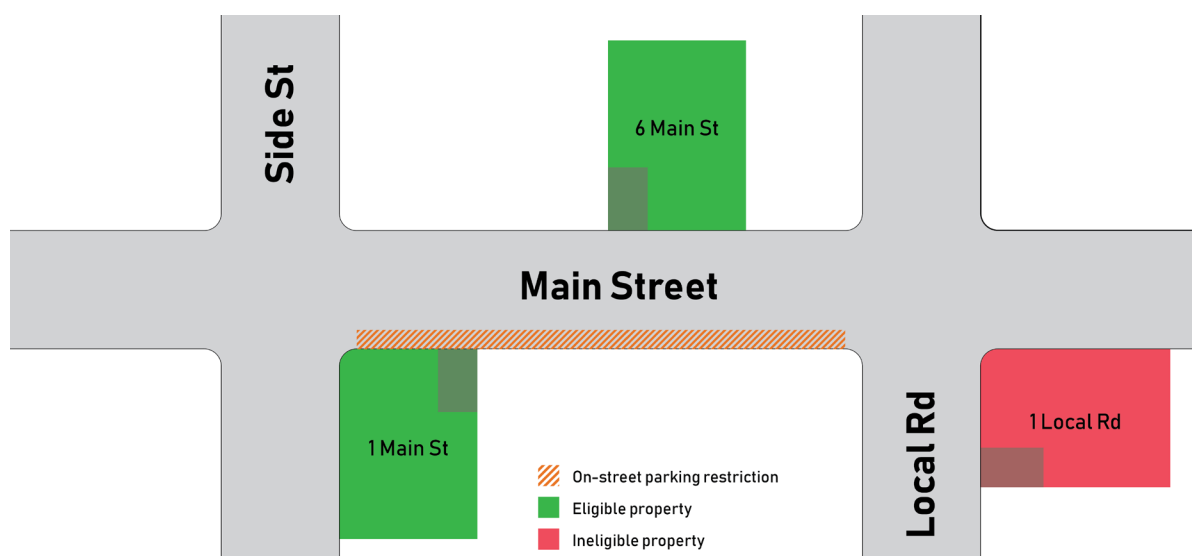 Side St
6 Main St
Main Street
1 Main St
1 Local Rd
Local Rd
On-street parking restriction
Eligible property
Ineligible property